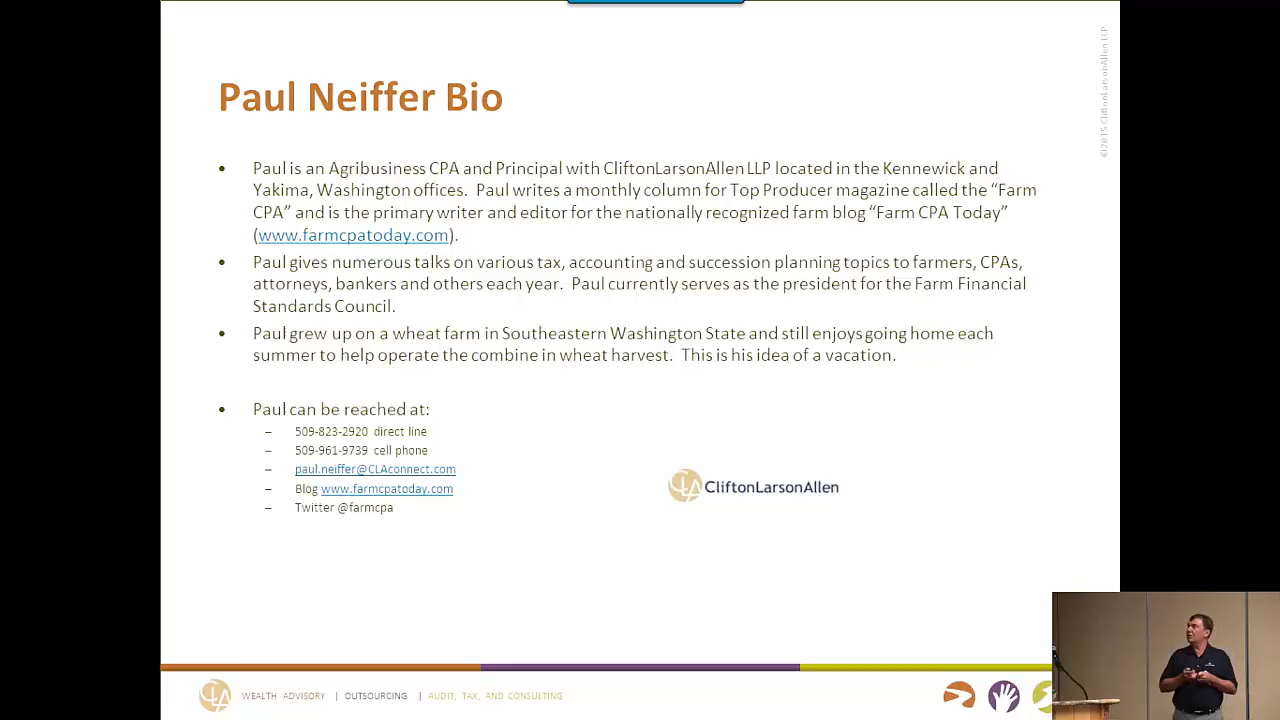 ©2015 CliftonLarsonAllen LLP
Paul Neiffer Bio
• Paul is an Agribusiness CPA and Principal with CliftonLarsonAllen LLP located in the Kennewick and
Yakima, Washington offices. Paul writes a monthly column for Top Producer magazine called the “Farm
CPA” and is the primary writer and editor for the nationally recognized farm blog “Farm CPA Today”
(www.farmcpatoday.com).
• Paul gives numerous talks on various tax, accounting and succession planning topics to farmers, CPAs,
attorneys, bankers and others each year. Paul currently serves as the president for the Farm Financial
Standards Council.
• Paul grew up on a wheat farm in Southeastern Washington State and still enjoys going home each
summer to help operate the combine in wheat harvest. This is his idea of a vacation.
• Paul can be reached at:
– 509-823-2920 direct line
– 509-961-9739 cell phone
– paul.neiffer@CLAconnect.com
– Blog www.farmcpatoday.com
– Twitter @farmcpa
CLA CliftonLarsonAllen
CLA WEALTH ADVISORY | OUTSOURCING | AUDIT, TAX, AND CONSULTING